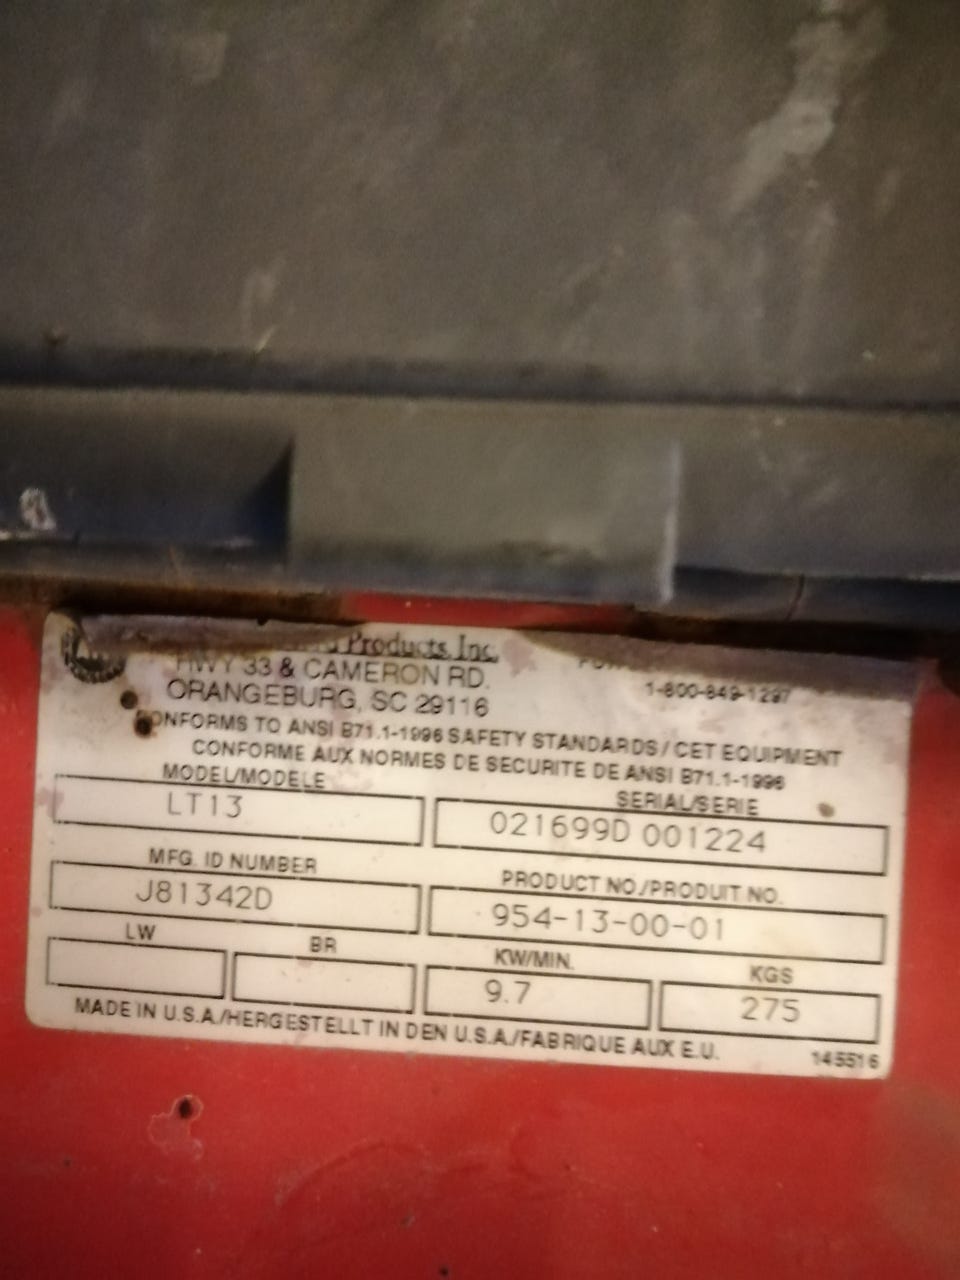 Products, Inc.
HWY 33 & CAMERON RD.
ORANGEBURG, SC 29116
1-800-849-1297
CONFORMS TO ANSI B71.1-1996 SAFETY STANDARDS / CET EQUIPMENT
CONFORME AUX NORMES DE SECURITE DE ANSI B71.1-1996
MODEL/MODELE
LT13
SERIAL/SERIE
021699D 001224
MFG. ID NUMBER
J81342D
PRODUCT NO./PRODUIT NO.
954-13-00-01
LW
BR
KW/MIN.
9.7
KGS
275
MADE IN U.S.A./HERGESTELLT IN DEN U.S.A./FABRIQUE AUX E.U.
145516